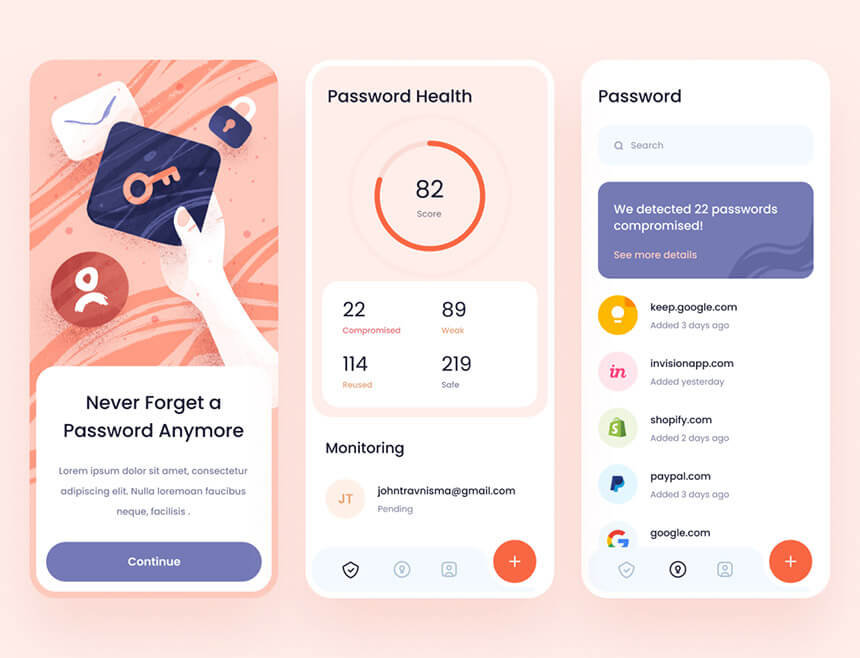 Never Forget a
Password Anymore
Lorem ipsum dolor sit amet, consectetur
adipiscing elit. Nulla loremoan faucibus
neque, facilisis .
Continue
Password Health
82
Score
22
Compromised
89
Weak
114
Reused
219
Safe
Monitoring
JT
johntravnisma@gmail.com
Pending
+
Password
Search
We detected 22 passwords
compromised!
See more details
keep.google.com
Added 3 days ago
in
invisionapp.com
Added yesterday
S
shopify.com
Added 2 days ago
paypal.com
Added 3 days ago
G
google.com
+